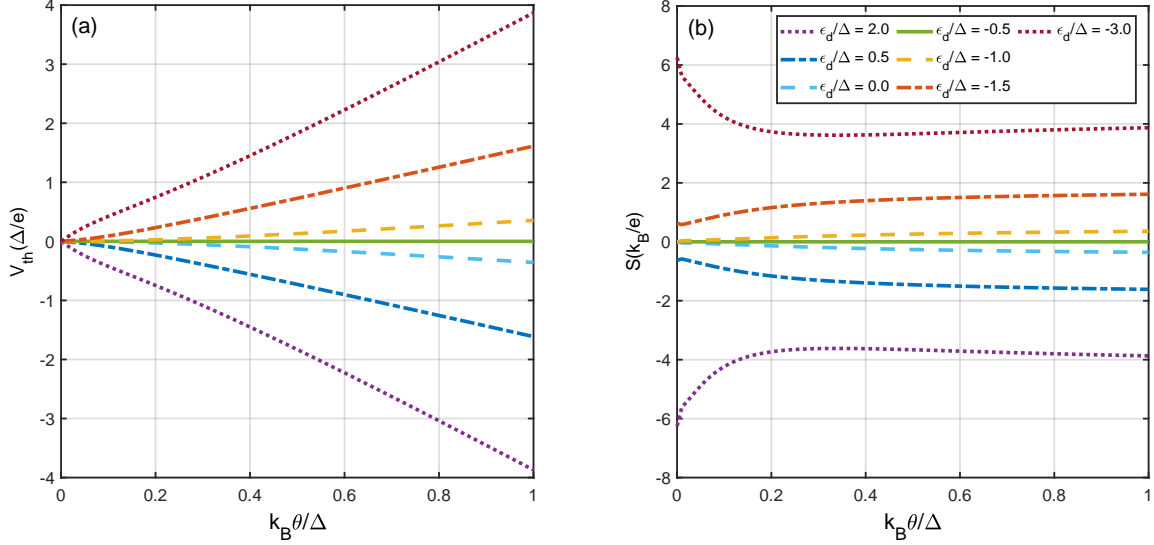 (a)
4
3
2
1
0
-1
-2
-3
-4
V_th (Δ/e)
0 0.2 0.4 0.6 0.8 1
k_B θ/Δ
(b)
ϵ_d/Δ = 2.0 ϵ_d/Δ = -0.5 ϵ_d/Δ = -3.0
ϵ_d/Δ = 0.5 ϵ_d/Δ = -1.0
ϵ_d/Δ = 0.0 ϵ_d/Δ = -1.5
8
6
4
2
0
-2
-4
-6
-8
S(k_B/e)
0 0.2 0.4 0.6 0.8 1
k_B θ/Δ